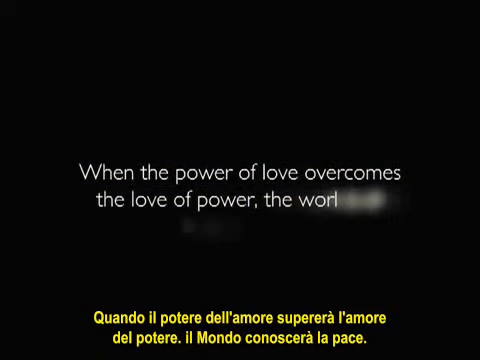 When the power of love overcomes
the love of power, the worl
Quando il potere dell'amore supererà l'amore
del potere. il Mondo conoscerà la pace.